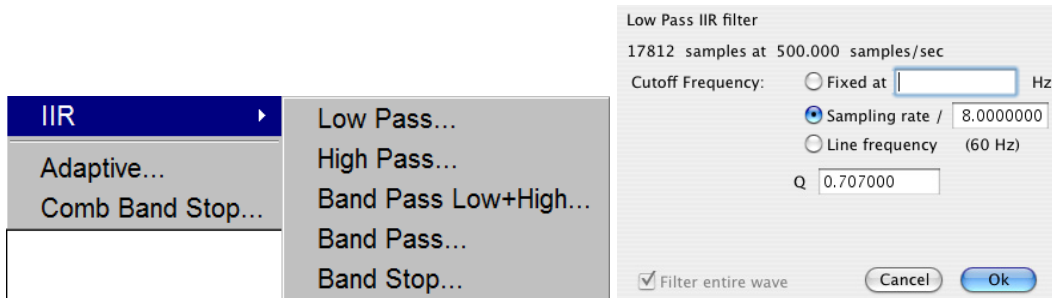 IIR
Adaptive...
Comb Band Stop...
Low Pass...
High Pass...
Band Pass Low+High...
Band Pass...
Band Stop...
Low Pass IIR filter
17812 samples at 500.000 samples/sec
Cutoff Frequency: Fixed at Hz
Sampling rate / 8.0000000
Line frequency (60 Hz)
Q 0.707000
Filter entire wave Cancel Ok